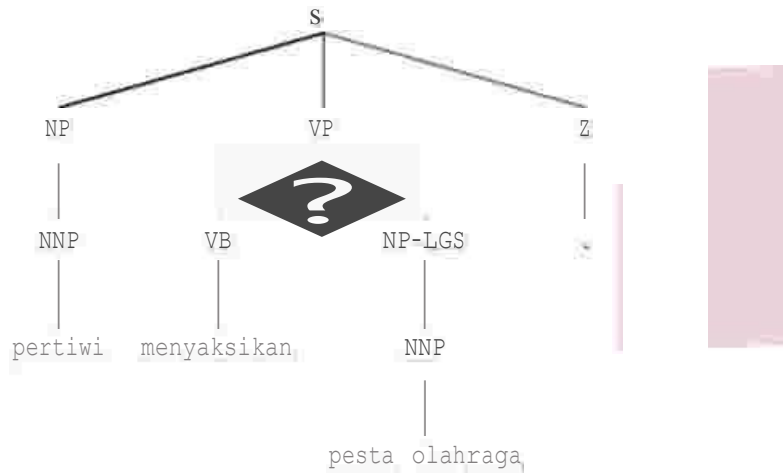 S
NP VP Z
NNP VB NP-LGS .
pertiwi menyaksikan NNP
pesta olahraga